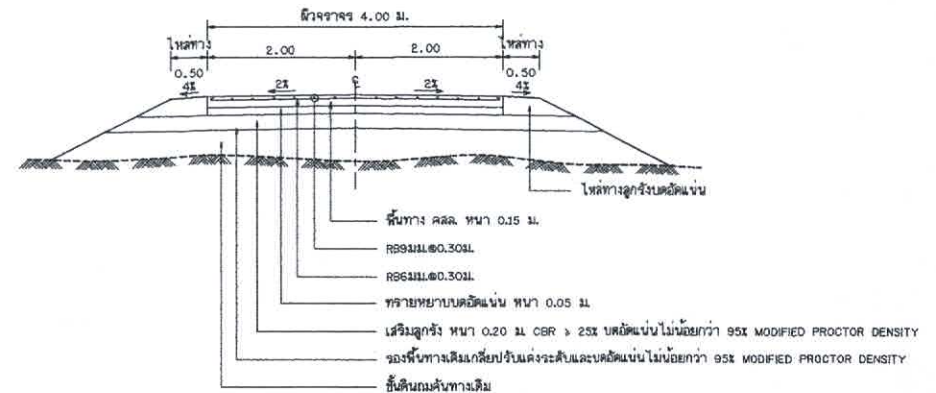 ผิวจราจร 4.00 ม.
ไหล่ทาง 2.00 2.00 ไหล่ทาง
0.50 0.50
4% 2% ℄ 2% 4%
ไหล่ทางลูกรังบดอัดแน่น
พื้นทาง คสล. หนา 0.15 ม.
RB9มม.@0.30ม.
RB6มม.@0.30ม.
ทรายหยาบบดอัดแน่น หนา 0.05 ม.
เสริมลูกรัง หนา 0.20 ม. CBR ≥ 25% บดอัดแน่นไม่น้อยกว่า 95% MODIFIED PROCTOR DENSITY
รองพื้นทางเดิมเกลี่ยปรับแต่งระดับและบดอัดแน่นไม่น้อยกว่า 95% MODIFIED PROCTOR DENSITY
ชั้นดินถมคันทางเดิม